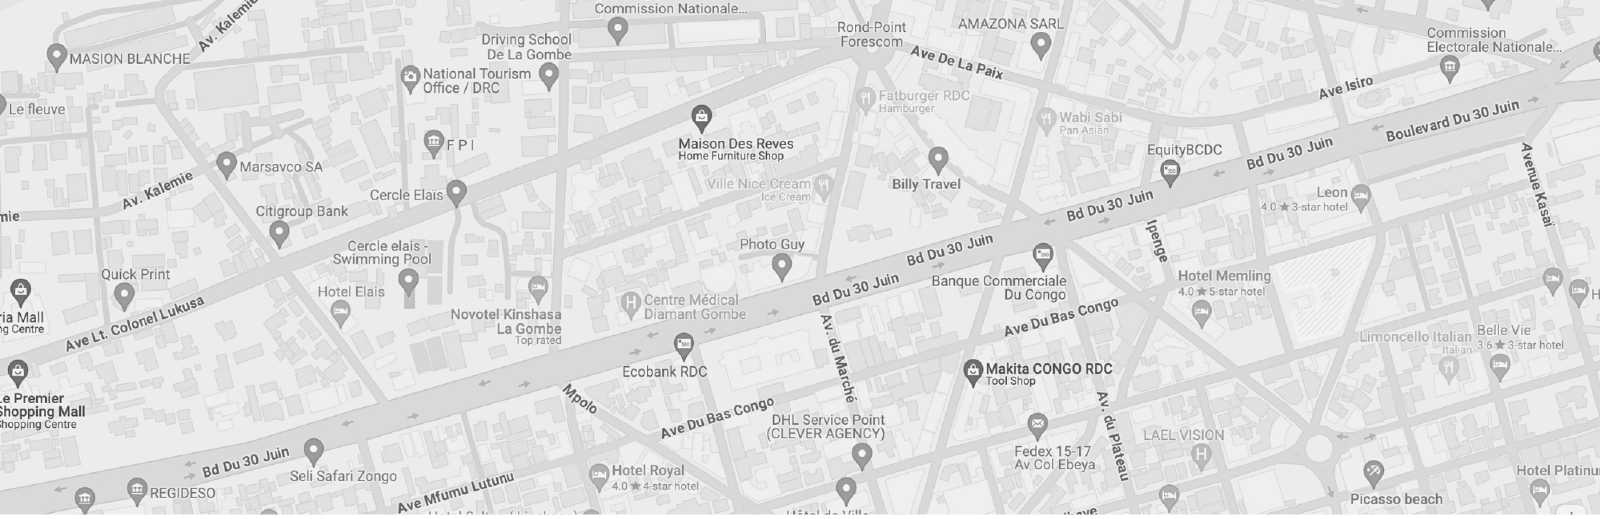 Commission Nationale...
Rond-Point
Forescom
AMAZONA SARL
Commission
Electorale Nationale...
Av. Kalemie
MASION BLANCHE
Driving School
De La Gombe
National Tourism
Office / DRC
Ave De La Paix
Ave Isiro
Le fleuve
Fatburger RDC
Hamburger
Wabi Sabi
Pan Asian
Boulevard Du 30 Juin
F P I
Maison Des Reves
Home Furniture Shop
EquityBCDC
Bd Du 30 Juin
Marsavco SA
Av. Kalemie
Cercle Elais
Ville Nice Cream
Ice Cream
Billy Travel
Leon
4.0 ★ 3-star hotel
Avenue Kasai
mie
Citigroup Bank
Bd Du 30 Juin
Ipenge
Cercle elais -
Swimming Pool
Photo Guy
Bd Du 30 Juin
Quick Print
Hotel Elais
Banque Commerciale
Du Congo
Hotel Memling
4.0 ★ 5-star hotel
Bd Du 30 Juin
Centre Médical
Diamant Gombe
Novotel Kinshasa
La Gombe
Top rated
ria Mall
ng Centre
Ave Lt. Colonel Lukusa
Ave Du Bas Congo
Av. du Marché
Limoncello Italian
Italian
Belle Vie
3.6 ★ 3-star hotel
H
Ecobank RDC
Makita CONGO RDC
Tool Shop
Le Premier
Shopping Mall
Shopping Centre
Mpolo
Ave Du Bas Congo
Av. du Plateau
DHL Service Point
(CLEVER AGENCY)
LAEL VISION
Fedex 15-17
Av Col Ebeya
Bd Du 30 Juin
Seli Safari Zongo
Hotel Royal
4.0 ★ 4-star hotel
Hotel Platinu
REGIDESO
Ave Mfumu Lutunu
Picasso beach
Hôtel de Ville